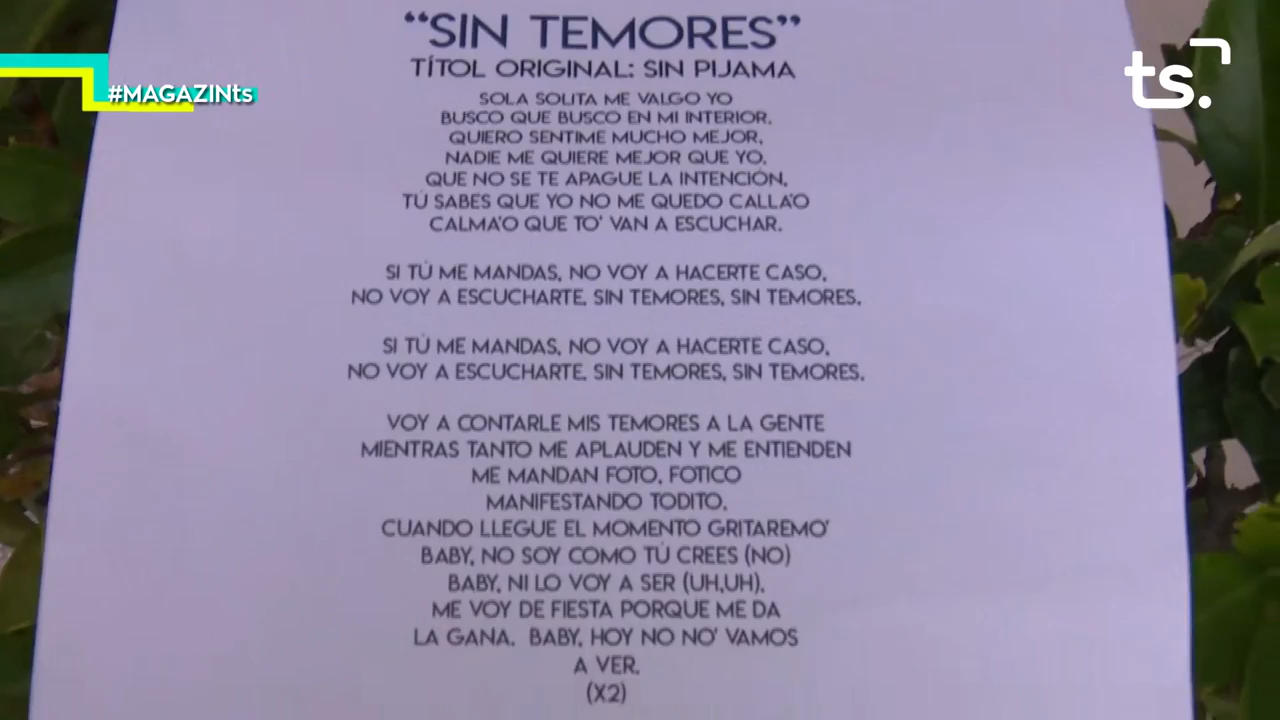 “SIN TEMORES”
TÍTOL ORIGINAL: SIN PIJAMA
#MAGAZINts
ts.
SOLA SOLITA ME VALGO YO
BUSCO QUE BUSCO EN MI INTERIOR,
QUIERO SENTIME MUCHO MEJOR,
NADIE ME QUIERE MEJOR QUE YO.
QUE NO SE TE APAGUE LA INTENCIÓN,
TÚ SABES QUE YO NO ME QUEDO CALLA'O
CALMA'O QUE TO' VAN A ESCUCHAR.
SI TÚ ME MANDAS, NO VOY A HACERTE CASO,
NO VOY A ESCUCHARTE, SIN TEMORES, SIN TEMORES.
SI TÚ ME MANDAS, NO VOY A HACERTE CASO,
NO VOY A ESCUCHARTE, SIN TEMORES, SIN TEMORES.
VOY A CONTARLE MIS TEMORES A LA GENTE
MIENTRAS TANTO ME APLAUDEN Y ME ENTIENDEN
ME MANDAN FOTO, FOTICO
MANIFESTANDO TODITO.
CUANDO LLEGUE EL MOMENTO GRITAREMO'
BABY, NO SOY COMO TÚ CREES (NO)
BABY, NI LO VOY A SER (UH,UH),
ME VOY DE FIESTA PORQUE ME DA
LA GANA. BABY, HOY NO NO' VAMOS
A VER.
(X2)